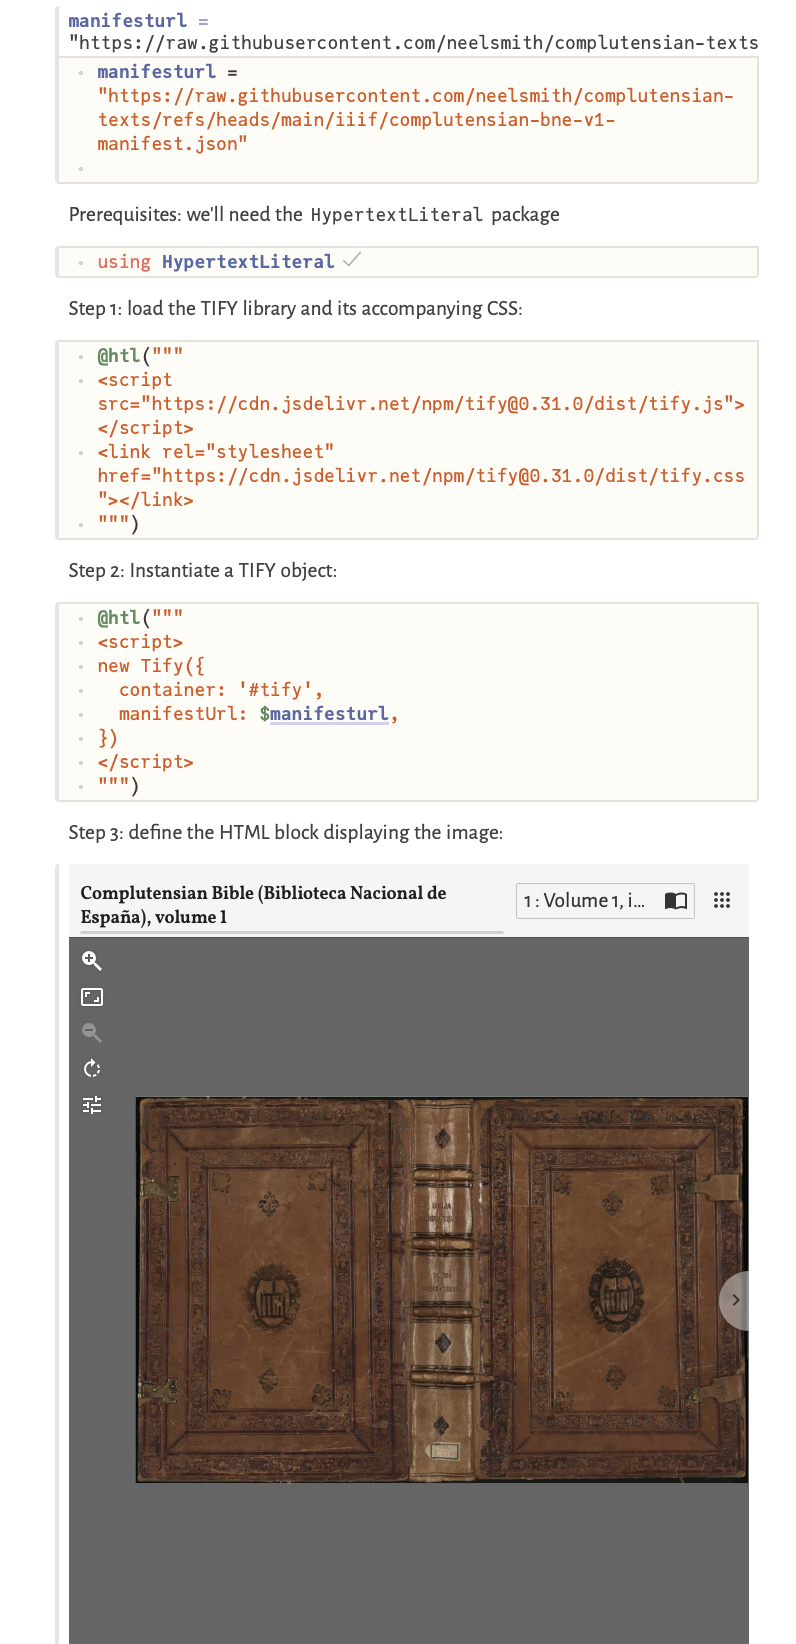 manifesturl =
"https://raw.githubusercontent.com/neelsmith/complutensian-texts
manifesturl =
"https://raw.githubusercontent.com/neelsmith/complutensian-
texts/refs/heads/main/iiif/complutensian-bne-v1-
manifest.json"
Prerequisites: we'll need the HypertextLiteral package
using HypertextLiteral
Step 1: load the TIFY library and its accompanying CSS:
@htl("""
<script
src="https://cdn.jsdelivr.net/npm/tify@0.31.0/dist/tify.js">
</script>
<link rel="stylesheet"
href="https://cdn.jsdelivr.net/npm/tify@0.31.0/dist/tify.css
"></link>
""")
Step 2: Instantiate a TIFY object:
@htl("""
<script>
new Tify({
  container: '#tify',
  manifestUrl: $manifesturl,
})
</script>
""")
Step 3: define the HTML block displaying the image:
Complutensian Bible (Biblioteca Nacional de
España), volume 1
1 : Volume 1, i...